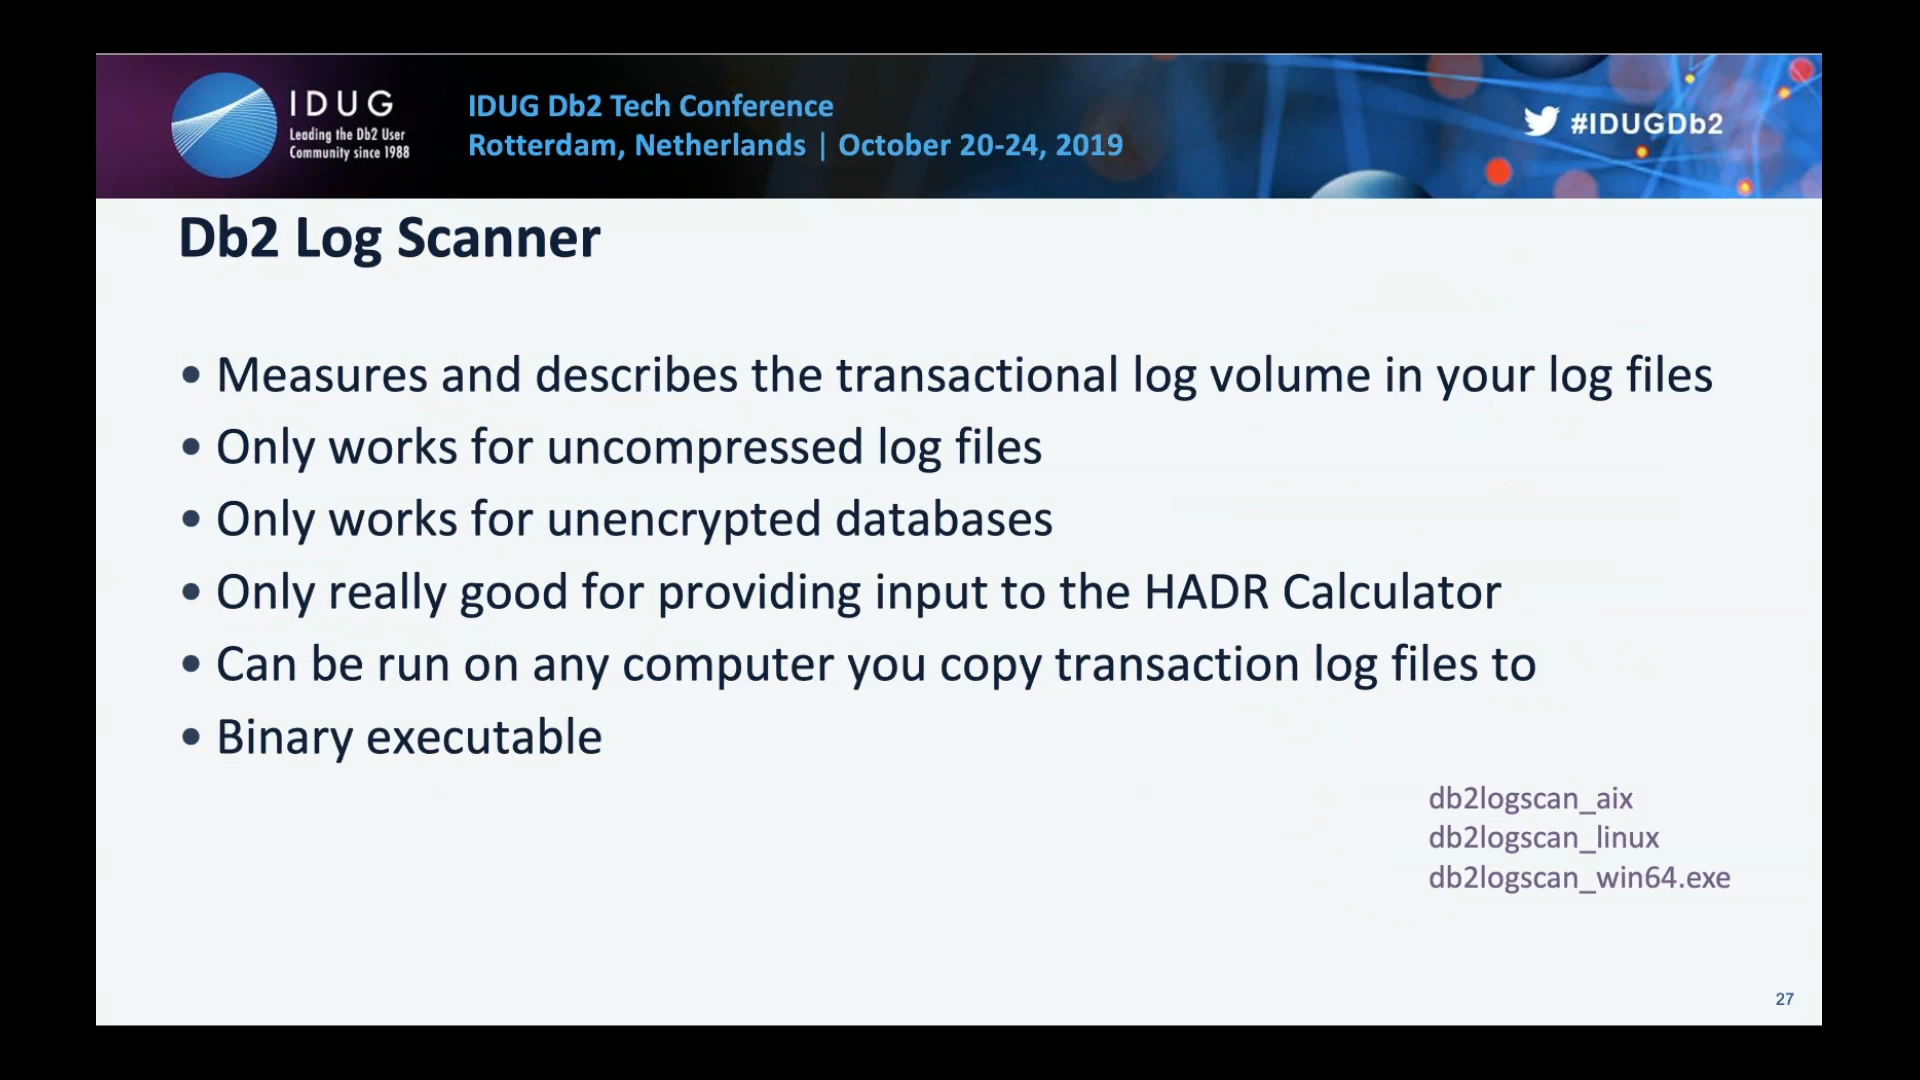 IDUG
Leading the Db2 User
Community since 1988
IDUG Db2 Tech Conference
Rotterdam, Netherlands | October 20-24, 2019
#IDUGDb2
Db2 Log Scanner
• Measures and describes the transactional log volume in your log files
• Only works for uncompressed log files
• Only works for unencrypted databases
• Only really good for providing input to the HADR Calculator
• Can be run on any computer you copy transaction log files to
• Binary executable
db2logscan_aix
db2logscan_linux
db2logscan_win64.exe
27